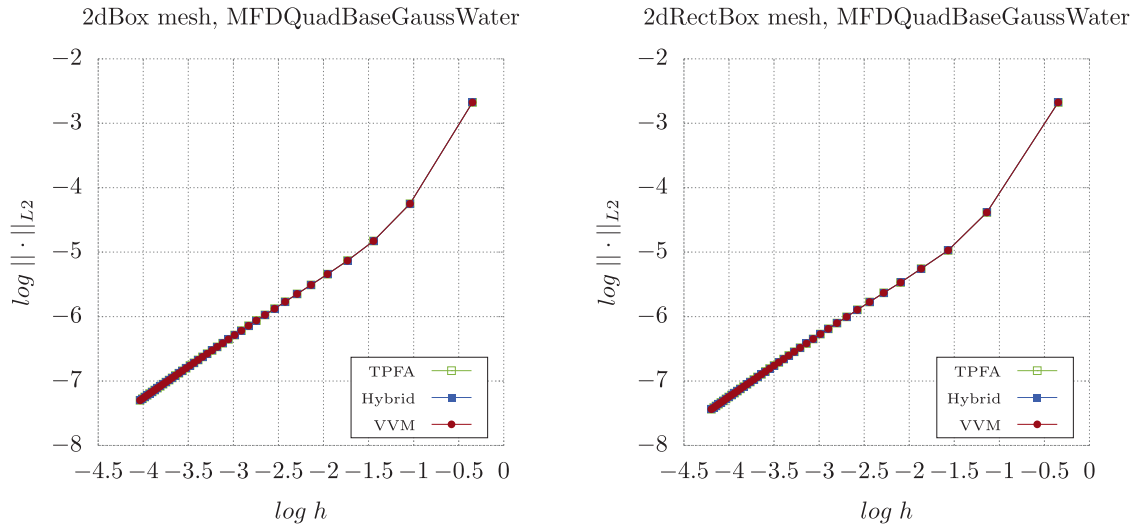 2dBox mesh, MFDQuadBaseGaussWater
−2
−3
−4
−5
−6
−7
−8
log || · ||L2
TPFA
Hybrid
VVM
−4.5 −4 −3.5 −3 −2.5 −2 −1.5 −1 −0.5 0
log h
2dRectBox mesh, MFDQuadBaseGaussWater
−2
−3
−4
−5
−6
−7
−8
log || · ||L2
TPFA
Hybrid
VVM
−4.5 −4 −3.5 −3 −2.5 −2 −1.5 −1 −0.5 0
log h